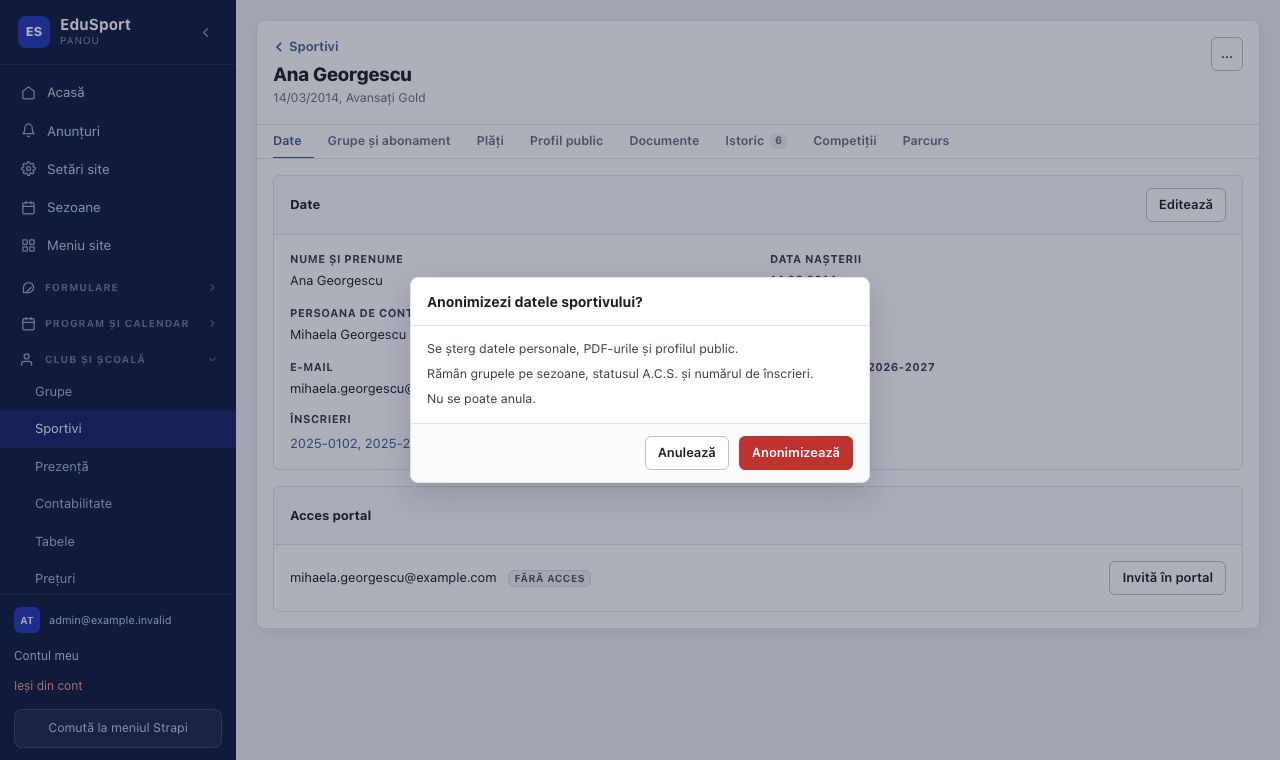 ES
EduSport
PANOU
Acasă
Anunțuri
Setări site
Sezoane
Meniu site
FORMULARE
PROGRAM ȘI CALENDAR
CLUB ȘI ȘCOALĂ
Grupe
Sportivi
Prezență
Contabilitate
Tabele
Prețuri
AT admin@example.invalid
Contul meu
Ieși din cont
Comută la meniul Strapi
Sportivi
Ana Georgescu
14/03/2014, Avansați Gold
...
Date Grupe și abonament Plăți Profil public Documente Istoric 6 Competiții Parcurs
Date
Editează
NUME ȘI PRENUME
Ana Georgescu
DATA NAȘTERII
PERSOANA DE CONT
Mihaela Georgescu
E-MAIL
mihaela.georgescu@
2026-2027
ÎNSCRIERI
2025-0102, 2025-2
Anonimizezi datele sportivului?
Se șterg datele personale, PDF-urile și profilul public.
Rămân grupele pe sezoane, statusul A.C.S. și numărul de înscrieri.
Nu se poate anula.
Anulează
Anonimizează
Acces portal
mihaela.georgescu@example.com FĂRĂ ACCES
Invită în portal